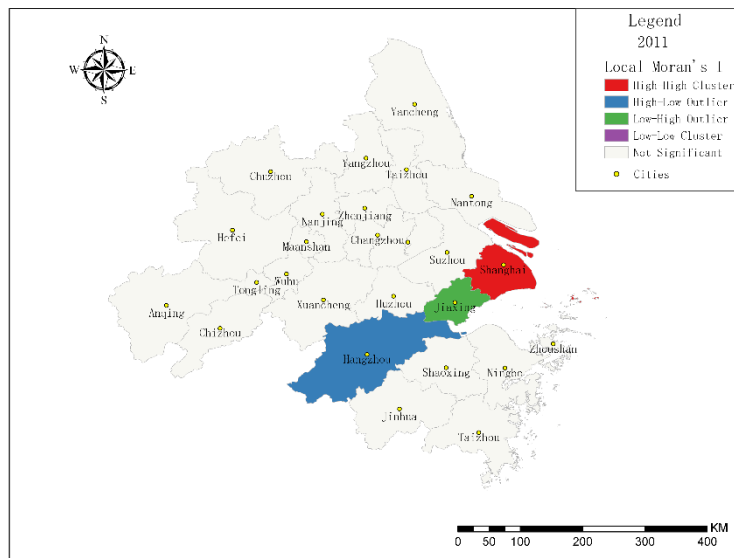 Legend
2011
Local Moran's I
High-High Cluster
High-Low Outlier
Low-High Outlier
Low-Low Cluster
Not Significant
Cities
N
W
E
S
Yancheng
Yangzhou
Taizhou
Chuzhou
Nantong
Nanjing
Zhenjiang
Hefei
Maanshan
Changzhou
Suzhou
Shanghai
Wuhu
Tongling
Xuancheng
Huzhou
Jiaxing
Anqing
Chizhou
Hangzhou
Zhoushan
Shaoxing
Ningbo
Jinhua
Taizhou
KM
0 50 100 200 300 400